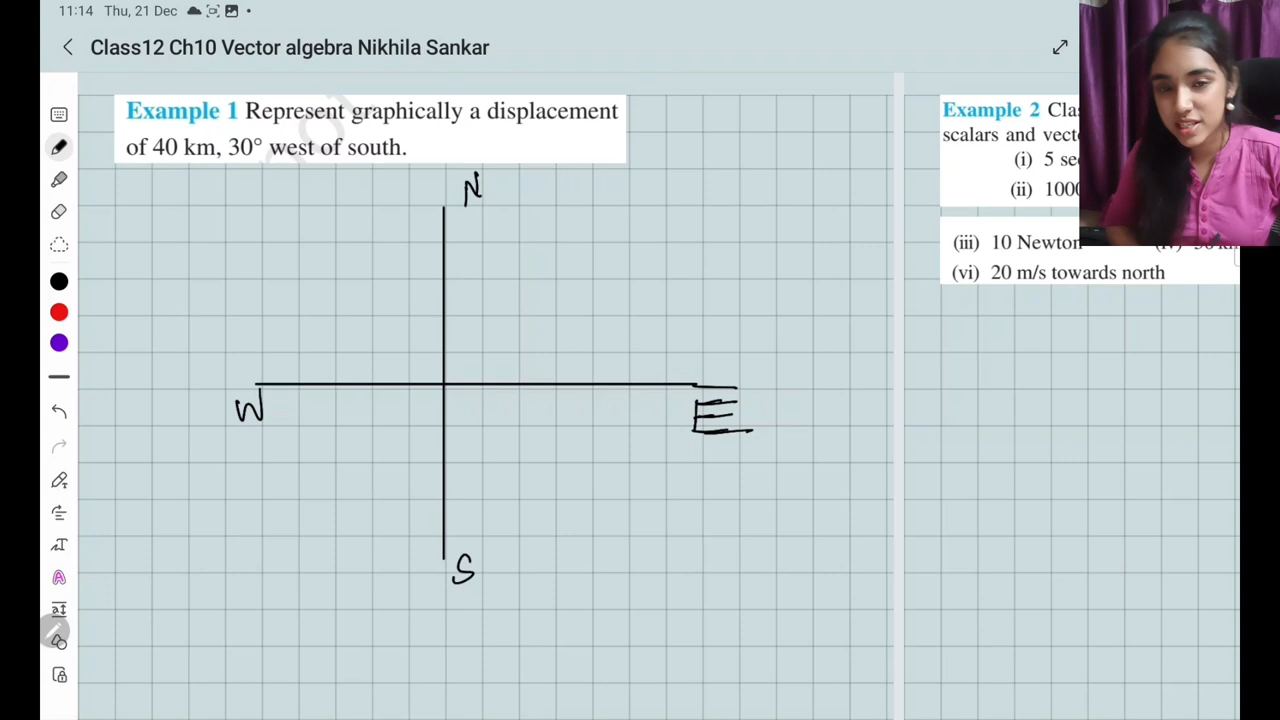 11:14 Thu, 21 Dec
Class12 Ch10 Vector algebra Nikhila Sankar
Example 1 Represent graphically a displacement
of 40 km, 30° west of south.
N
W
E
S
Example 2 Cla
scalars and vect
(i) 5 se
(ii) 1000
(iii) 10 Newton
(vi) 20 m/s towards north